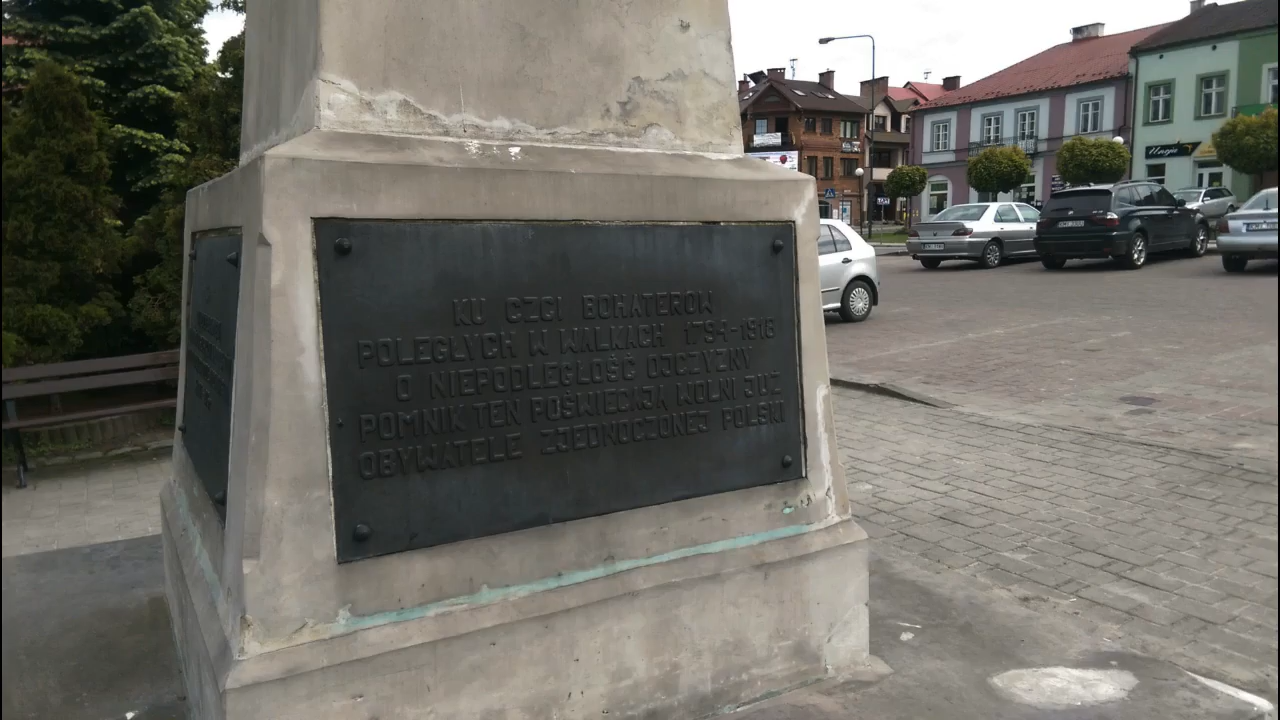 KU CZCI BOHATERÓW
POLEGŁYCH W WALKACH 1794-1918
O NIEPODLEGŁOŚĆ OJCZYZNY
POMNIK TEN POŚWIĘCAJĄ WOLNI JUŻ
OBYWATELE ZJEDNOCZONEJ POLSKI